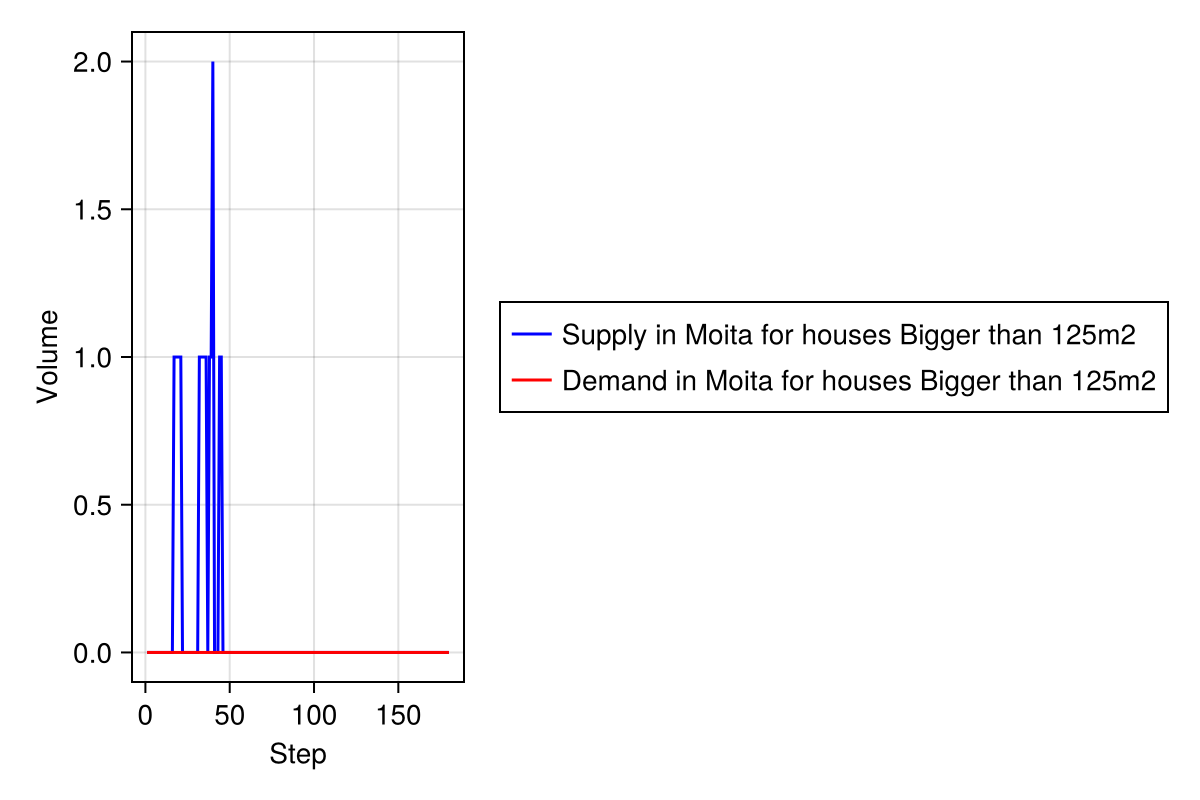 2.0
1.5
1.0
0.5
0.0
Volume
0 50 100 150
Step
Supply in Moita for houses Bigger than 125m2
Demand in Moita for houses Bigger than 125m2